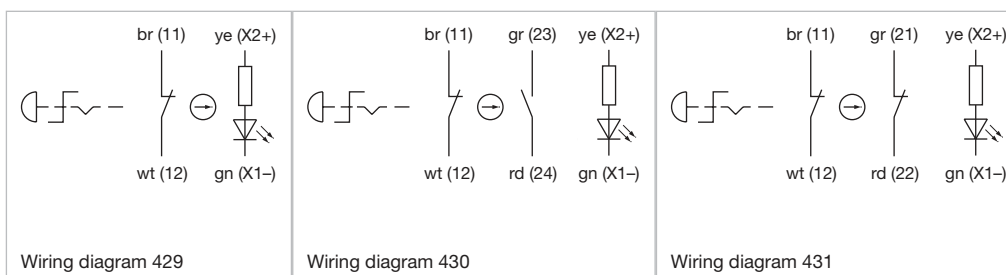 br (11) ye (X2+)
wt (12) gn (X1–)
Wiring diagram 429
br (11) gr (23) ye (X2+)
wt (12) rd (24) gn (X1–)
Wiring diagram 430
br (11) gr (21) ye (X2+)
wt (12) rd (22) gn (X1–)
Wiring diagram 431